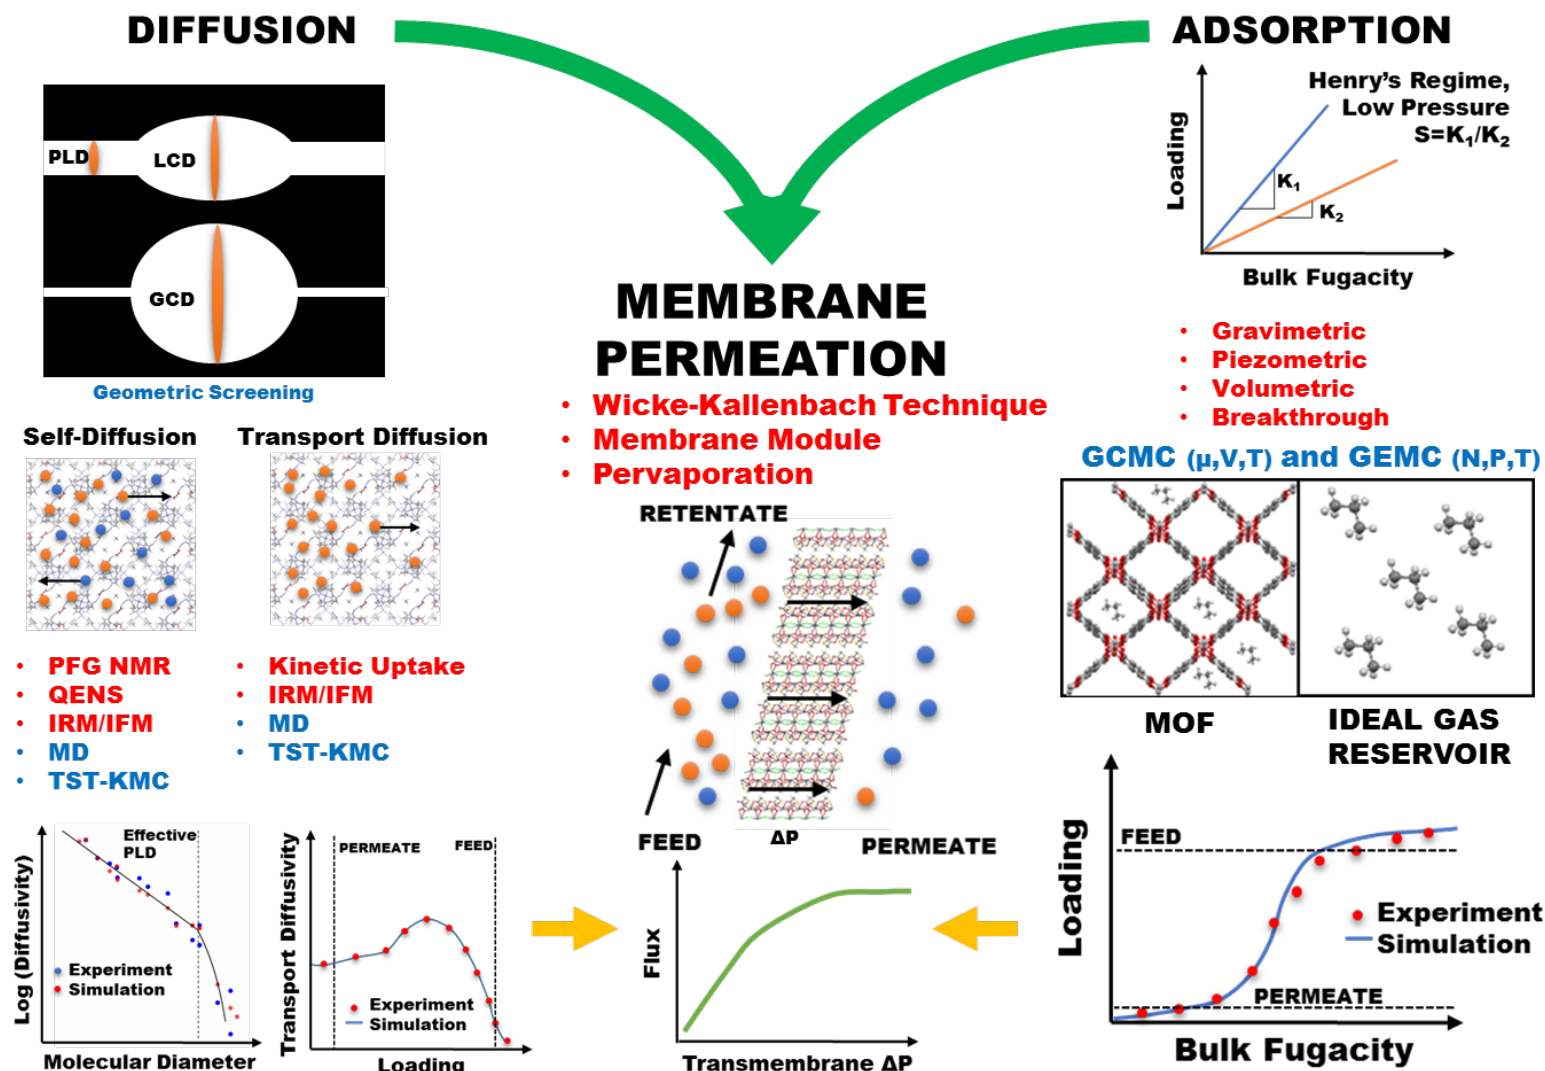 DIFFUSION
ADSORPTION
PLD
LCD
GCD
Geometric Screening
Self-Diffusion
Transport Diffusion
• PFG NMR
• QENS
• IRM/IFM
• MD
• TST-KMC
• Kinetic Uptake
• IRM/IFM
• MD
• TST-KMC
Log (Diffusivity)
Effective
PLD
• Experiment
• Simulation
Molecular Diameter
Transport Diffusivity
PERMEATE
FEED
Experiment
Simulation
Loading
MEMBRANE
PERMEATION
• Wicke-Kallenbach Technique
• Membrane Module
• Pervaporation
RETENTATE
FEED
ΔP
PERMEATE
Flux
Transmembrane ΔP
Loading
Henry's Regime,
Low Pressure
S=K₁/K₂
K₁
K₂
Bulk Fugacity
• Gravimetric
• Piezometric
• Volumetric
• Breakthrough
GCMC (μ,V,T) and GEMC (N,P,T)
MOF
IDEAL GAS
RESERVOIR
Loading
FEED
Experiment
Simulation
PERMEATE
Bulk Fugacity